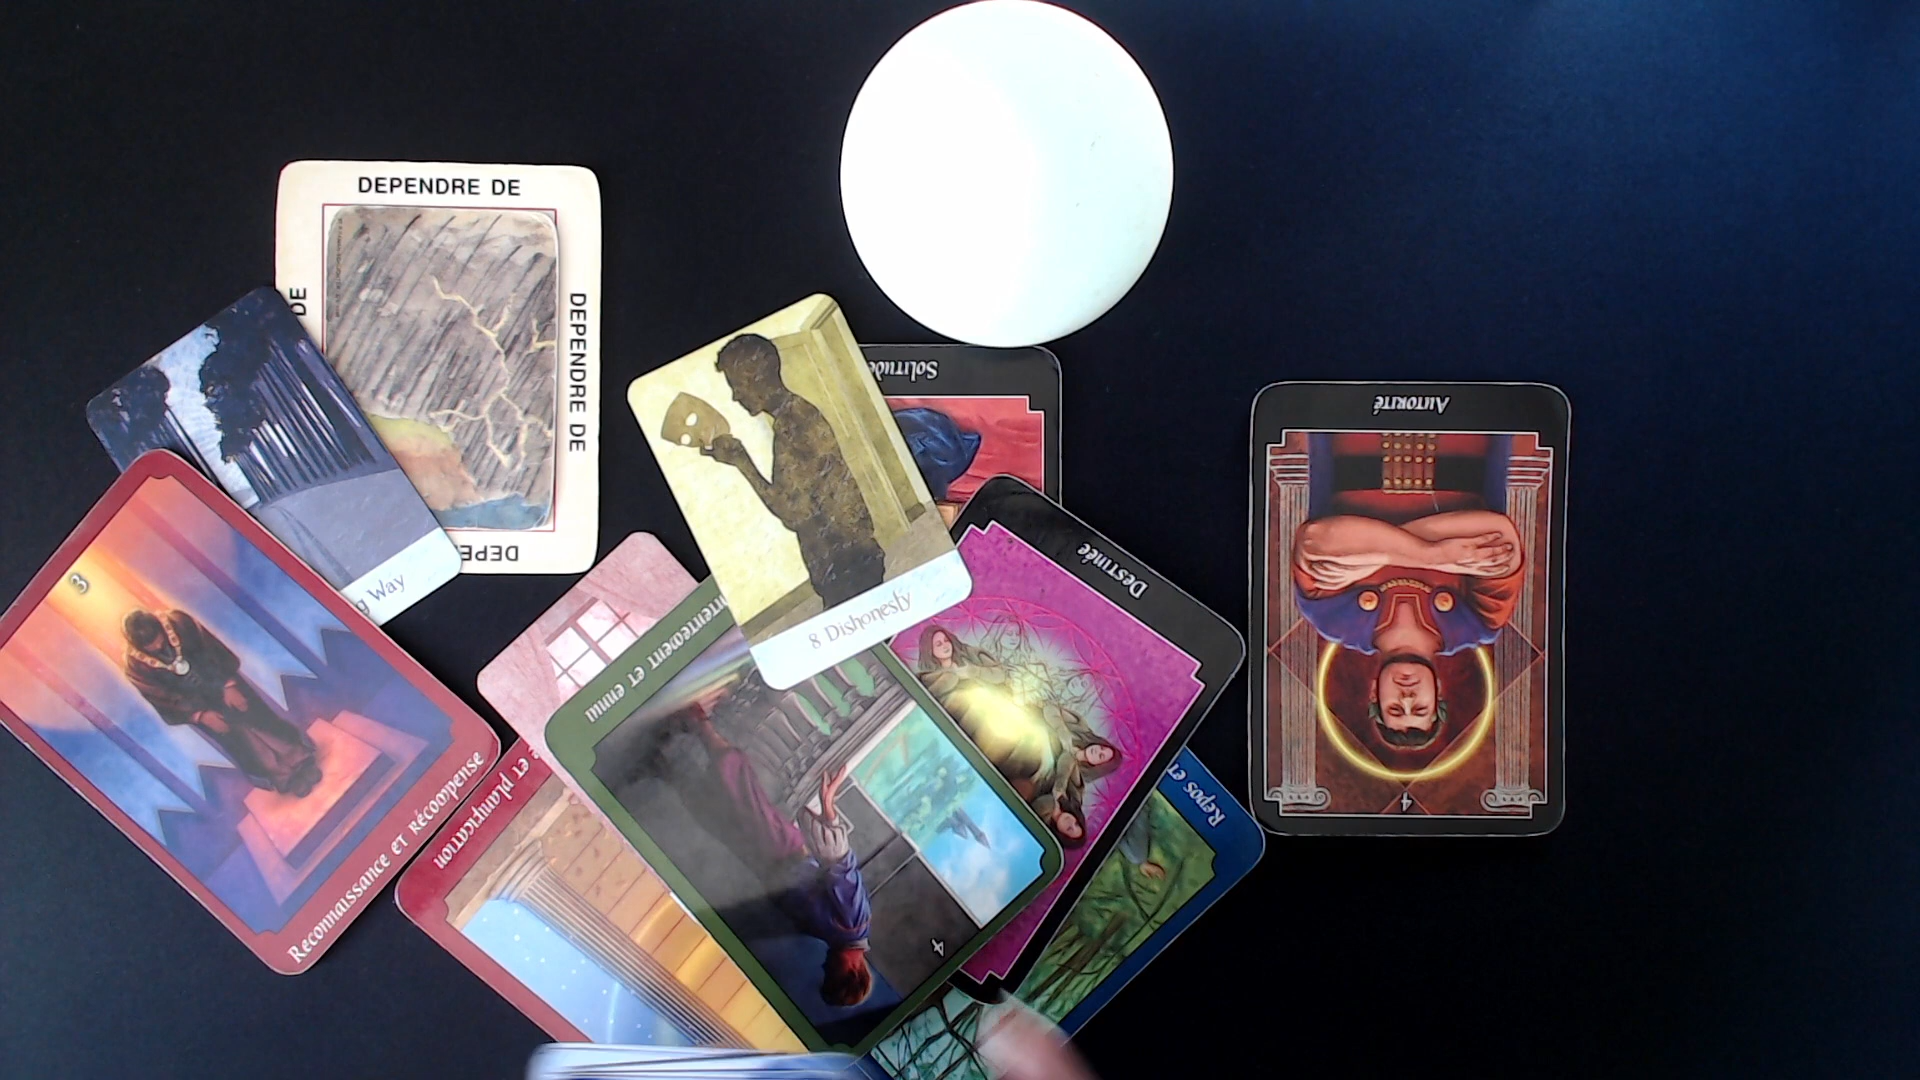 DEPENDRE DE
DEPENDRE DE
DE
DEPE
g Way
3
Reconnaissance et récompense
et planification
et ennui
4
8 Dishonesty
Solitude
Destinée
Repos et
Autorité
4